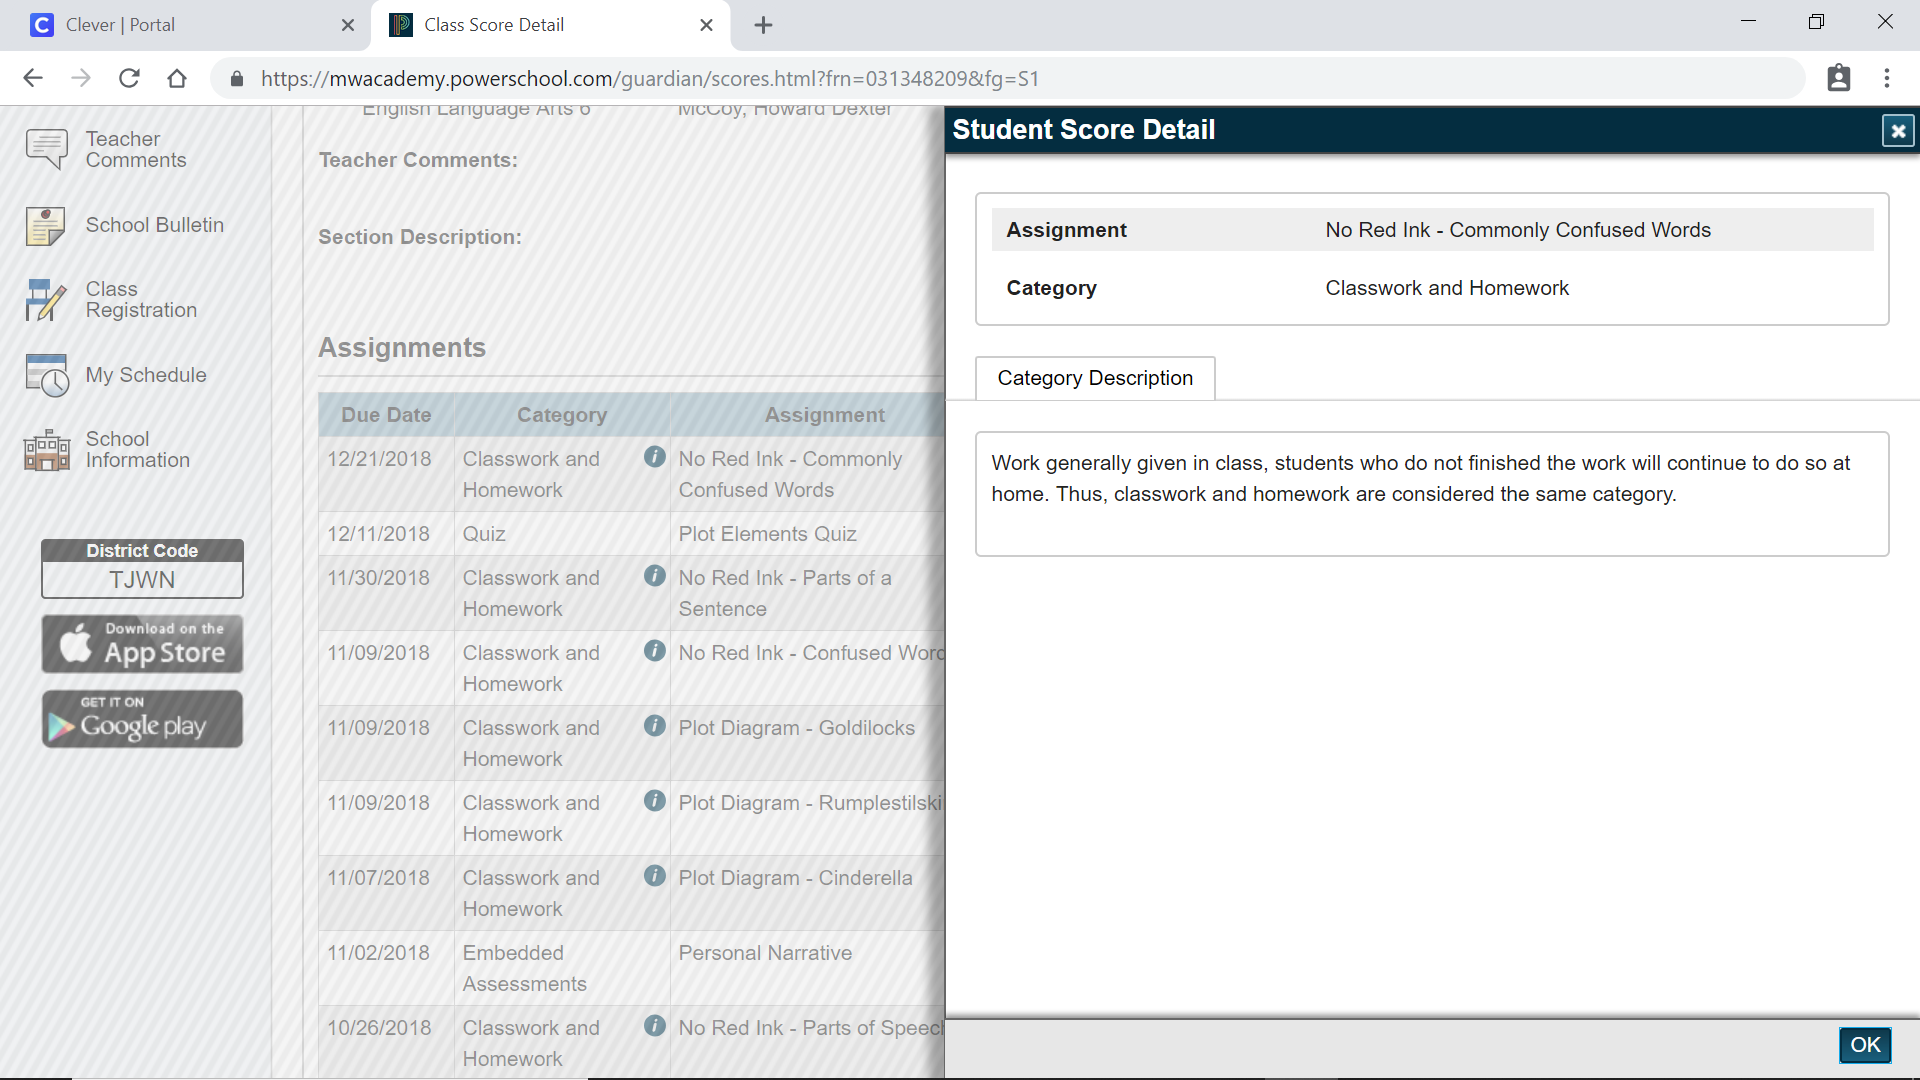 Clever | Portal
Class Score Detail
https://mwacademy.powerschool.com/guardian/scores.html?frn=031348209&fg=S1
Teacher
Comments
School Bulletin
Class
Registration
My Schedule
School
Information
District Code
TJWN
Download on the
App Store
GET IT ON
Google play
English Language Arts 6 McCoy, Howard Dexter
Teacher Comments:
Section Description:
Assignments
Due Date Category Assignment
12/21/2018 Classwork and No Red Ink - Commonly
Homework Confused Words
12/11/2018 Quiz Plot Elements Quiz
11/30/2018 Classwork and No Red Ink - Parts of a
Homework Sentence
11/09/2018 Classwork and No Red Ink - Confused Word
Homework
11/09/2018 Classwork and Plot Diagram - Goldilocks
Homework
11/09/2018 Classwork and Plot Diagram - Rumplestilski
Homework
11/07/2018 Classwork and Plot Diagram - Cinderella
Homework
11/02/2018 Embedded Personal Narrative
Assessments
10/26/2018 Classwork and No Red Ink - Parts of Speech
Homework
Student Score Detail
Assignment No Red Ink - Commonly Confused Words
Category Classwork and Homework
Category Description
Work generally given in class, students who do not finished the work will continue to do so at
home. Thus, classwork and homework are considered the same category.
OK